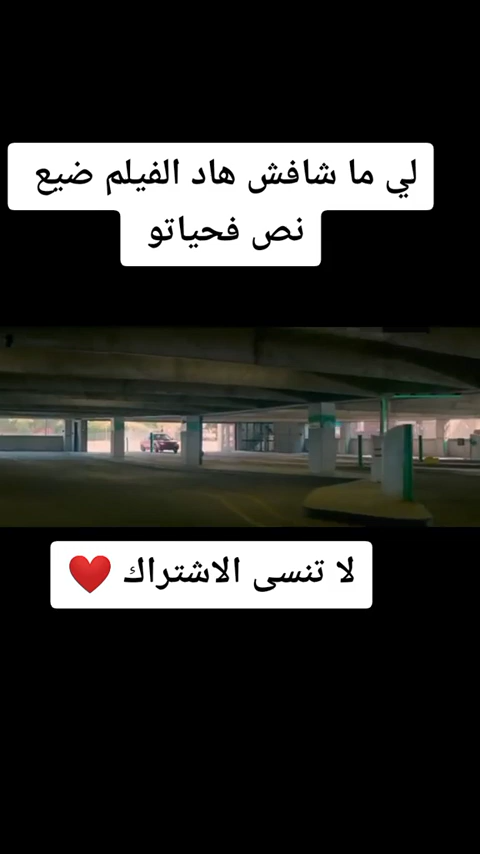 لي ما شافش هاد الفيلم ضيع
نص فحياتو
لا تنسى الاشتراك ❤️